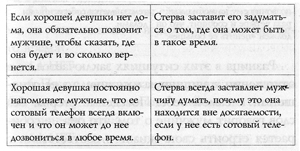 Если хорошей девушки нет до-
ма, она обязательно позвонит
мужчине, чтобы сказать, где
она будет и во сколько вер-
нется.
Стерва заставит его задумать-
ся о том, где она может быть
в такое время.
Хорошая девушка постоянно
напоминает мужчине, что ее
сотовый телефон всегда вклю-
чен и что он может до нее
дозвониться в любое время.
Стерва всегда заставляет муж-
чину думать, почему это она
находится вне досягаемости,
если у нее есть сотовый теле-
фон.